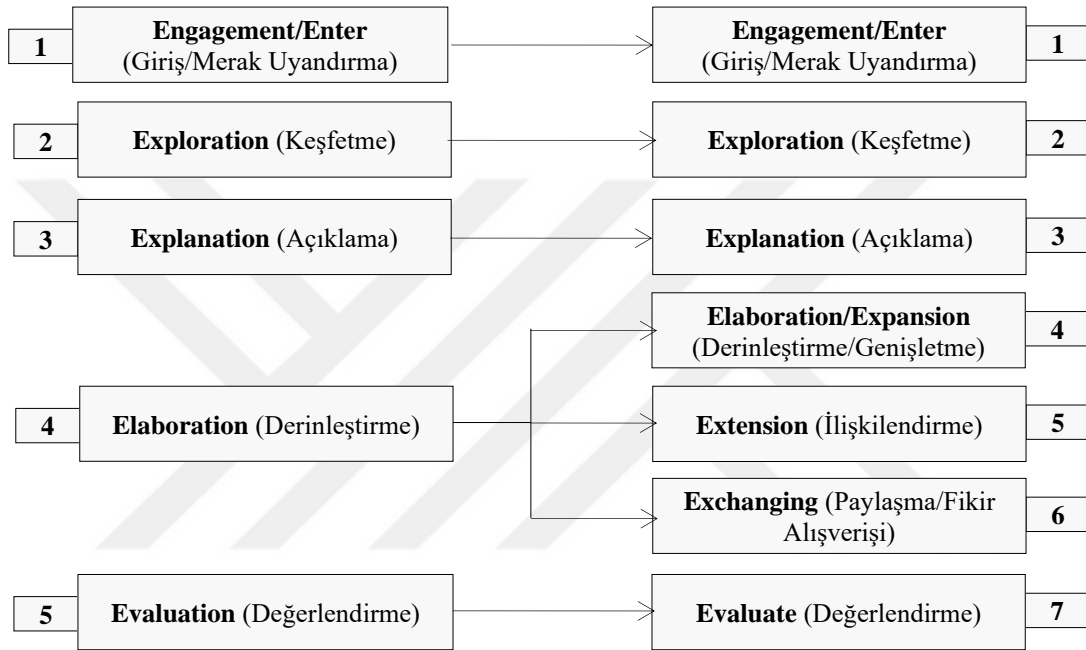 1
Engagement/Enter
(Giriş/Merak Uyandırma)
Engagement/Enter
(Giriş/Merak Uyandırma)
1
2
Exploration (Keşfetme)
Exploration (Keşfetme)
2
3
Explanation (Açıklama)
Explanation (Açıklama)
3
Elaboration/Expansion
(Derinleştirme/Genişletme)
4
4
Elaboration (Derinleştirme)
Extension (İlişkilendirme)
5
Exchanging (Paylaşma/Fikir
Alışverişi)
6
5
Evaluation (Değerlendirme)
Evaluate (Değerlendirme)
7